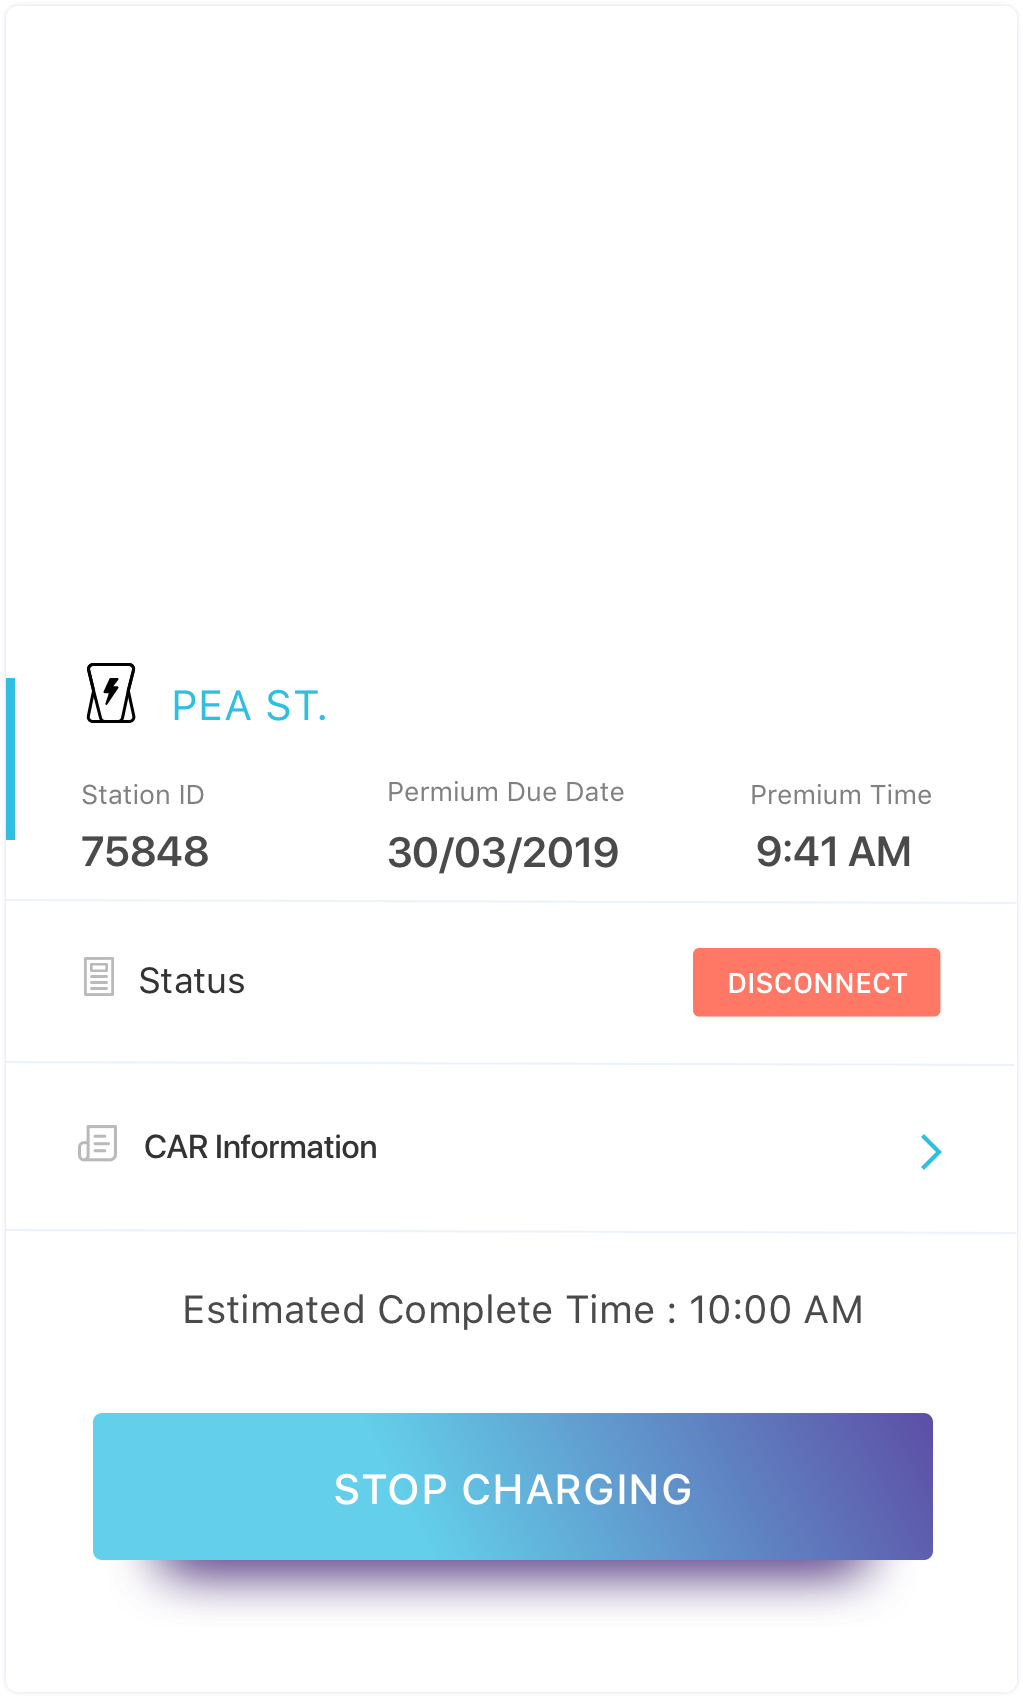 PEA ST.
Station ID Permium Due Date Premium Time
75848 30/03/2019 9:41 AM
Status DISCONNECT
CAR Information
Estimated Complete Time : 10:00 AM
STOP CHARGING